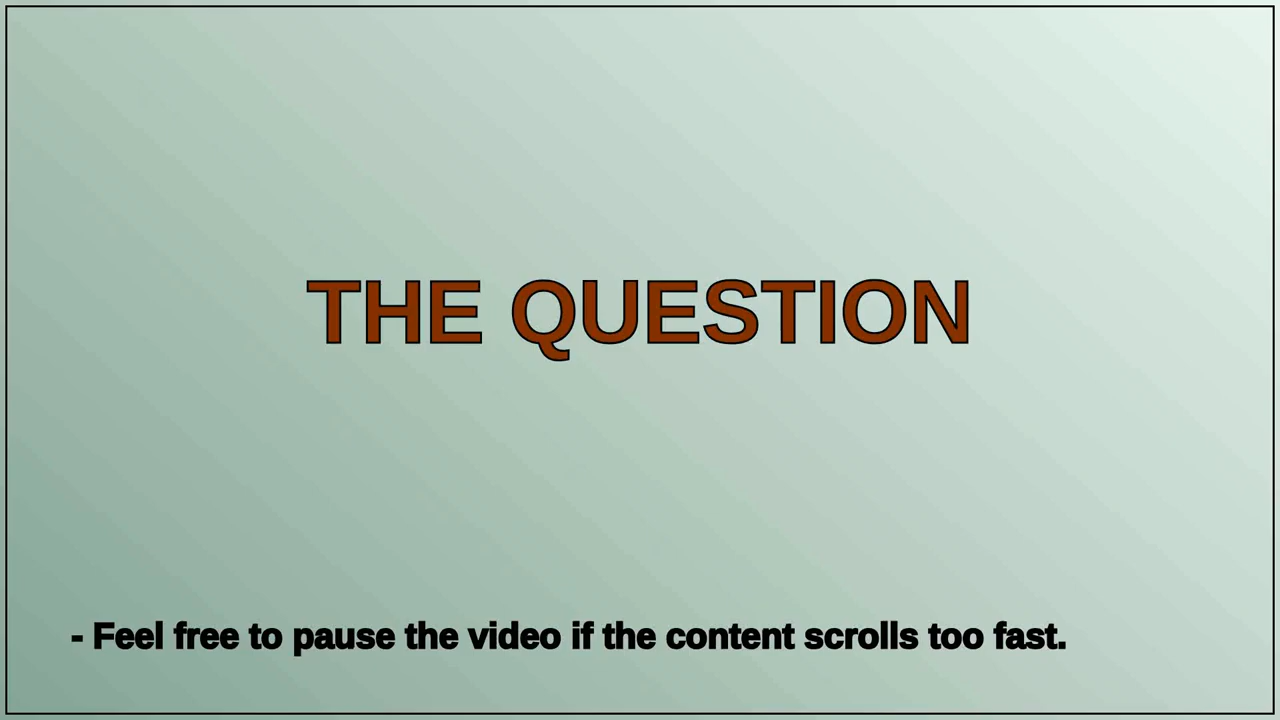 THE QUESTION
- Feel free to pause the video if the content scrolls too fast.